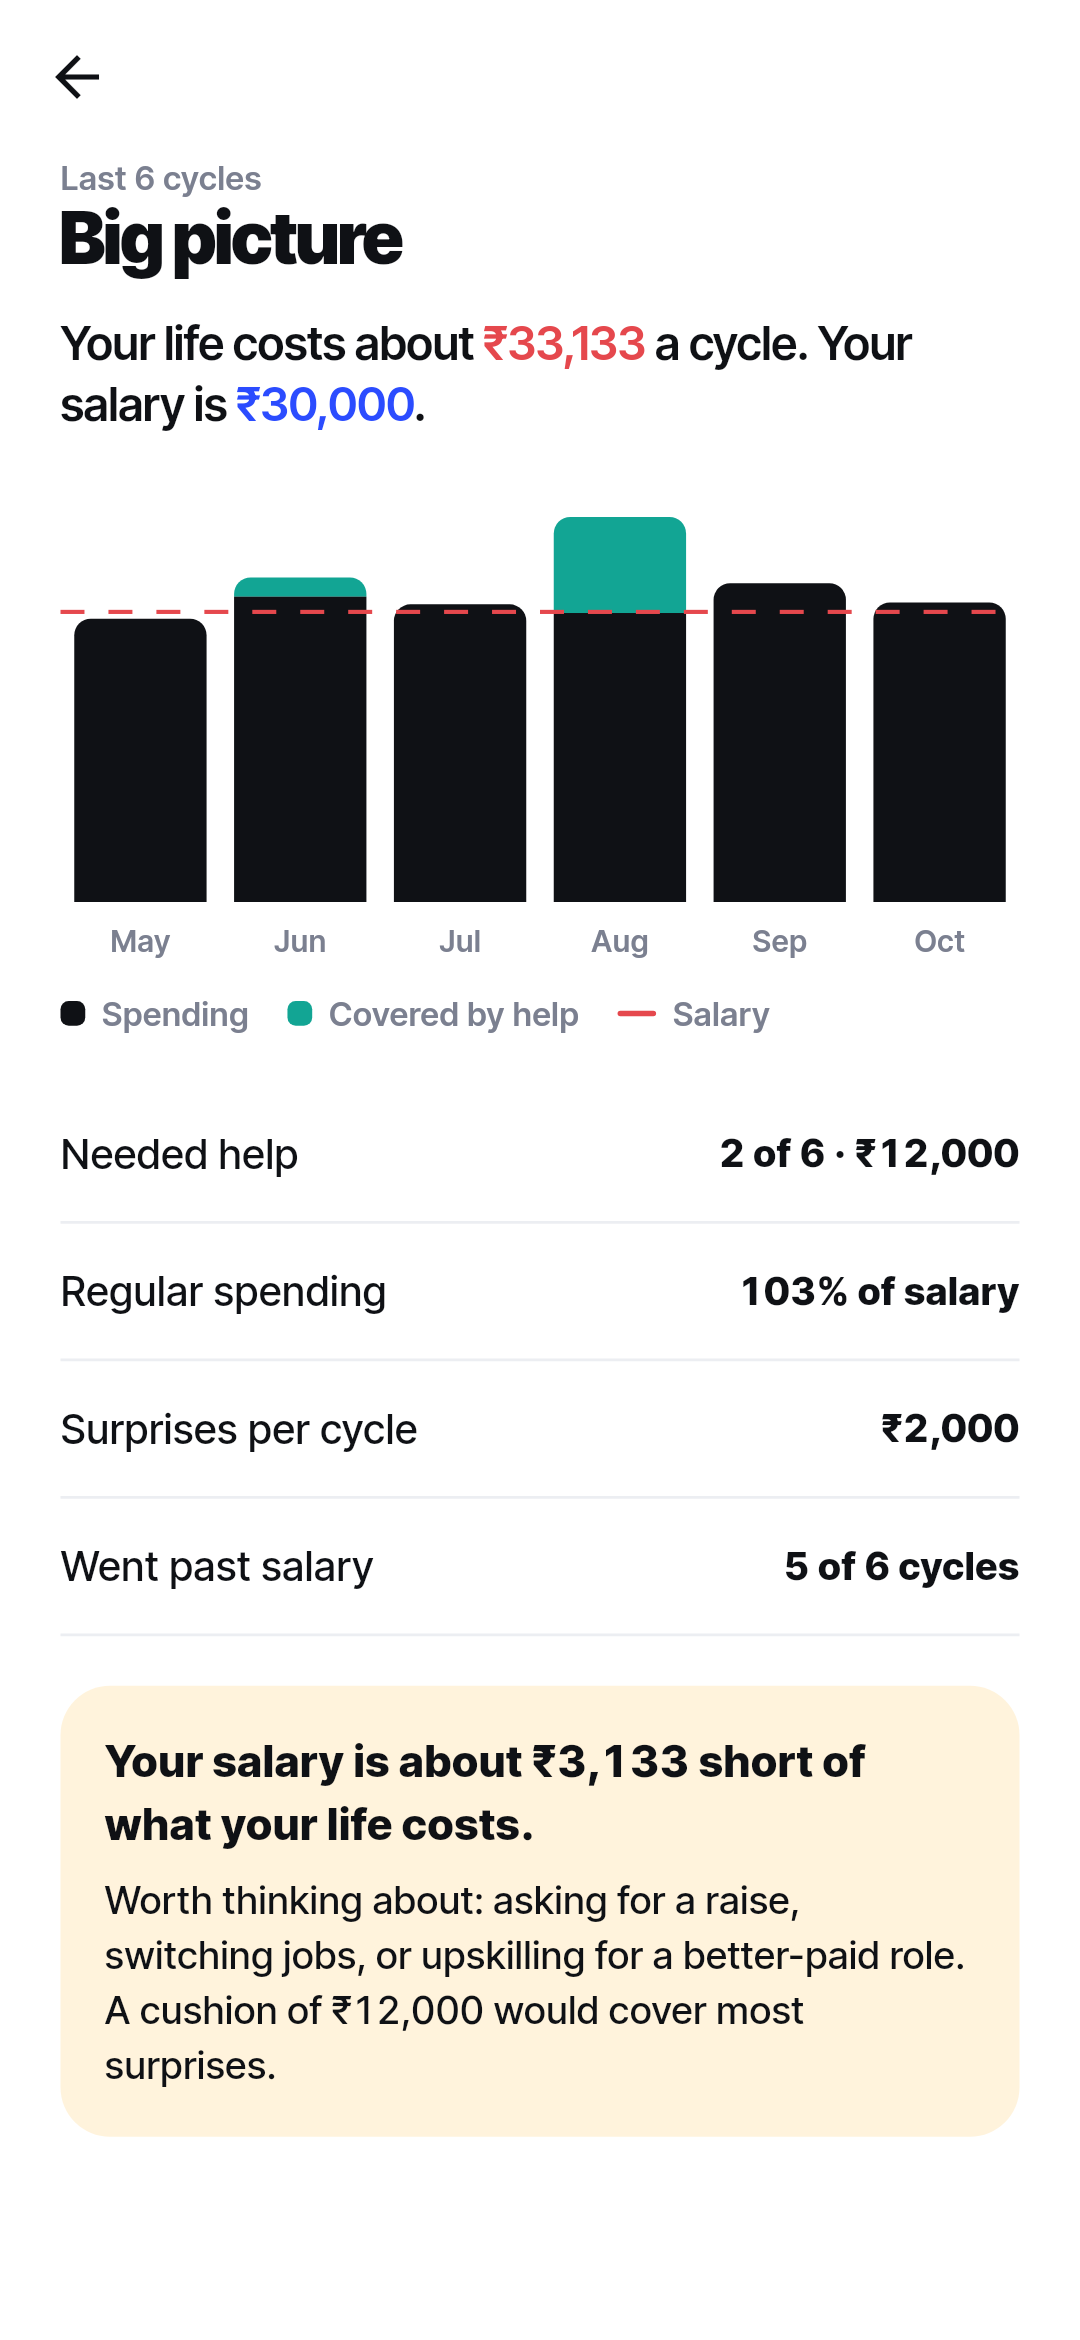 Last 6 cycles
Big picture
Your life costs about ₹33,133 a cycle. Your
salary is ₹30,000.
May Jun Jul Aug Sep Oct
Spending Covered by help Salary
Needed help 2 of 6 · ₹12,000
Regular spending 103% of salary
Surprises per cycle ₹2,000
Went past salary 5 of 6 cycles
Your salary is about ₹3,133 short of
what your life costs.
Worth thinking about: asking for a raise,
switching jobs, or upskilling for a better-paid role.
A cushion of ₹12,000 would cover most
surprises.